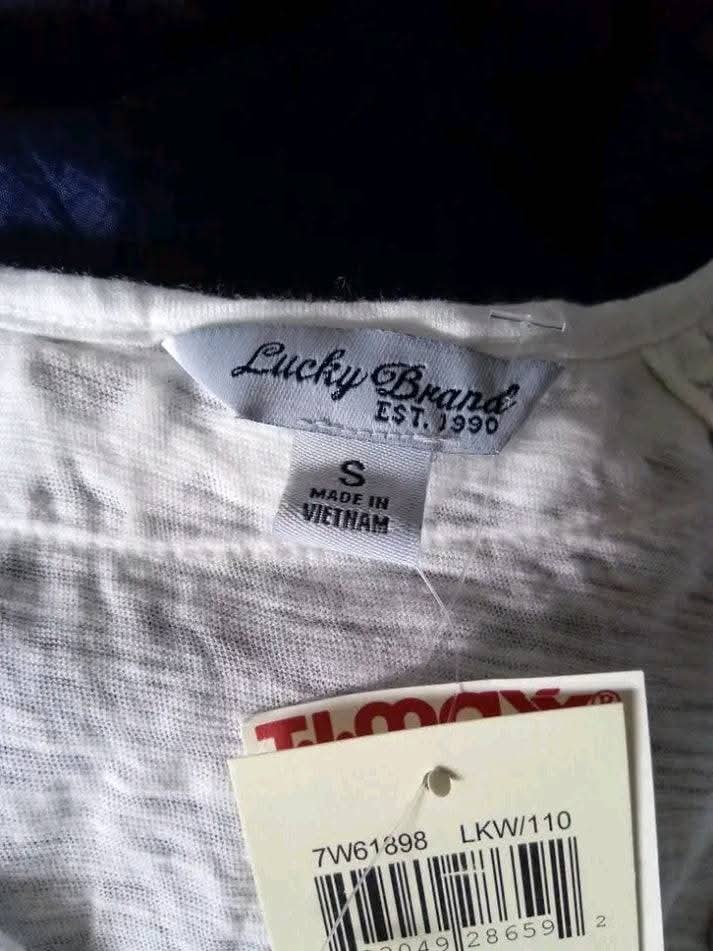 Lucky Brand
EST. 1990
S
MADE IN
VIETNAM
T.J.maxx®
7W61898 LKW/110
28659 2